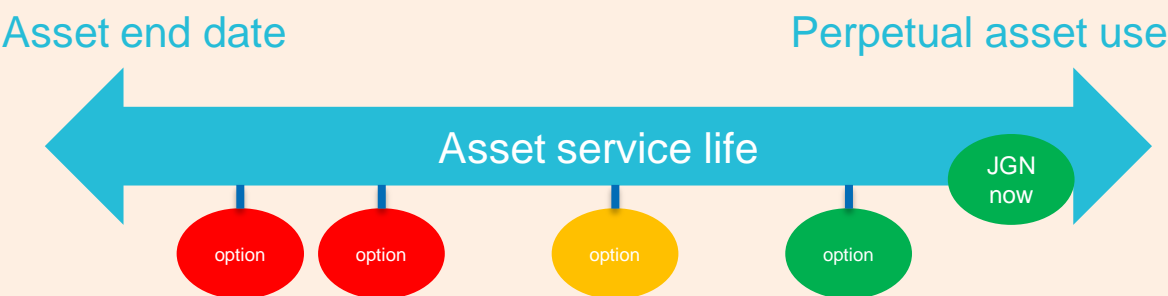 Asset end date
Perpetual asset use
Asset service life
JGN
now
option
option
option
option